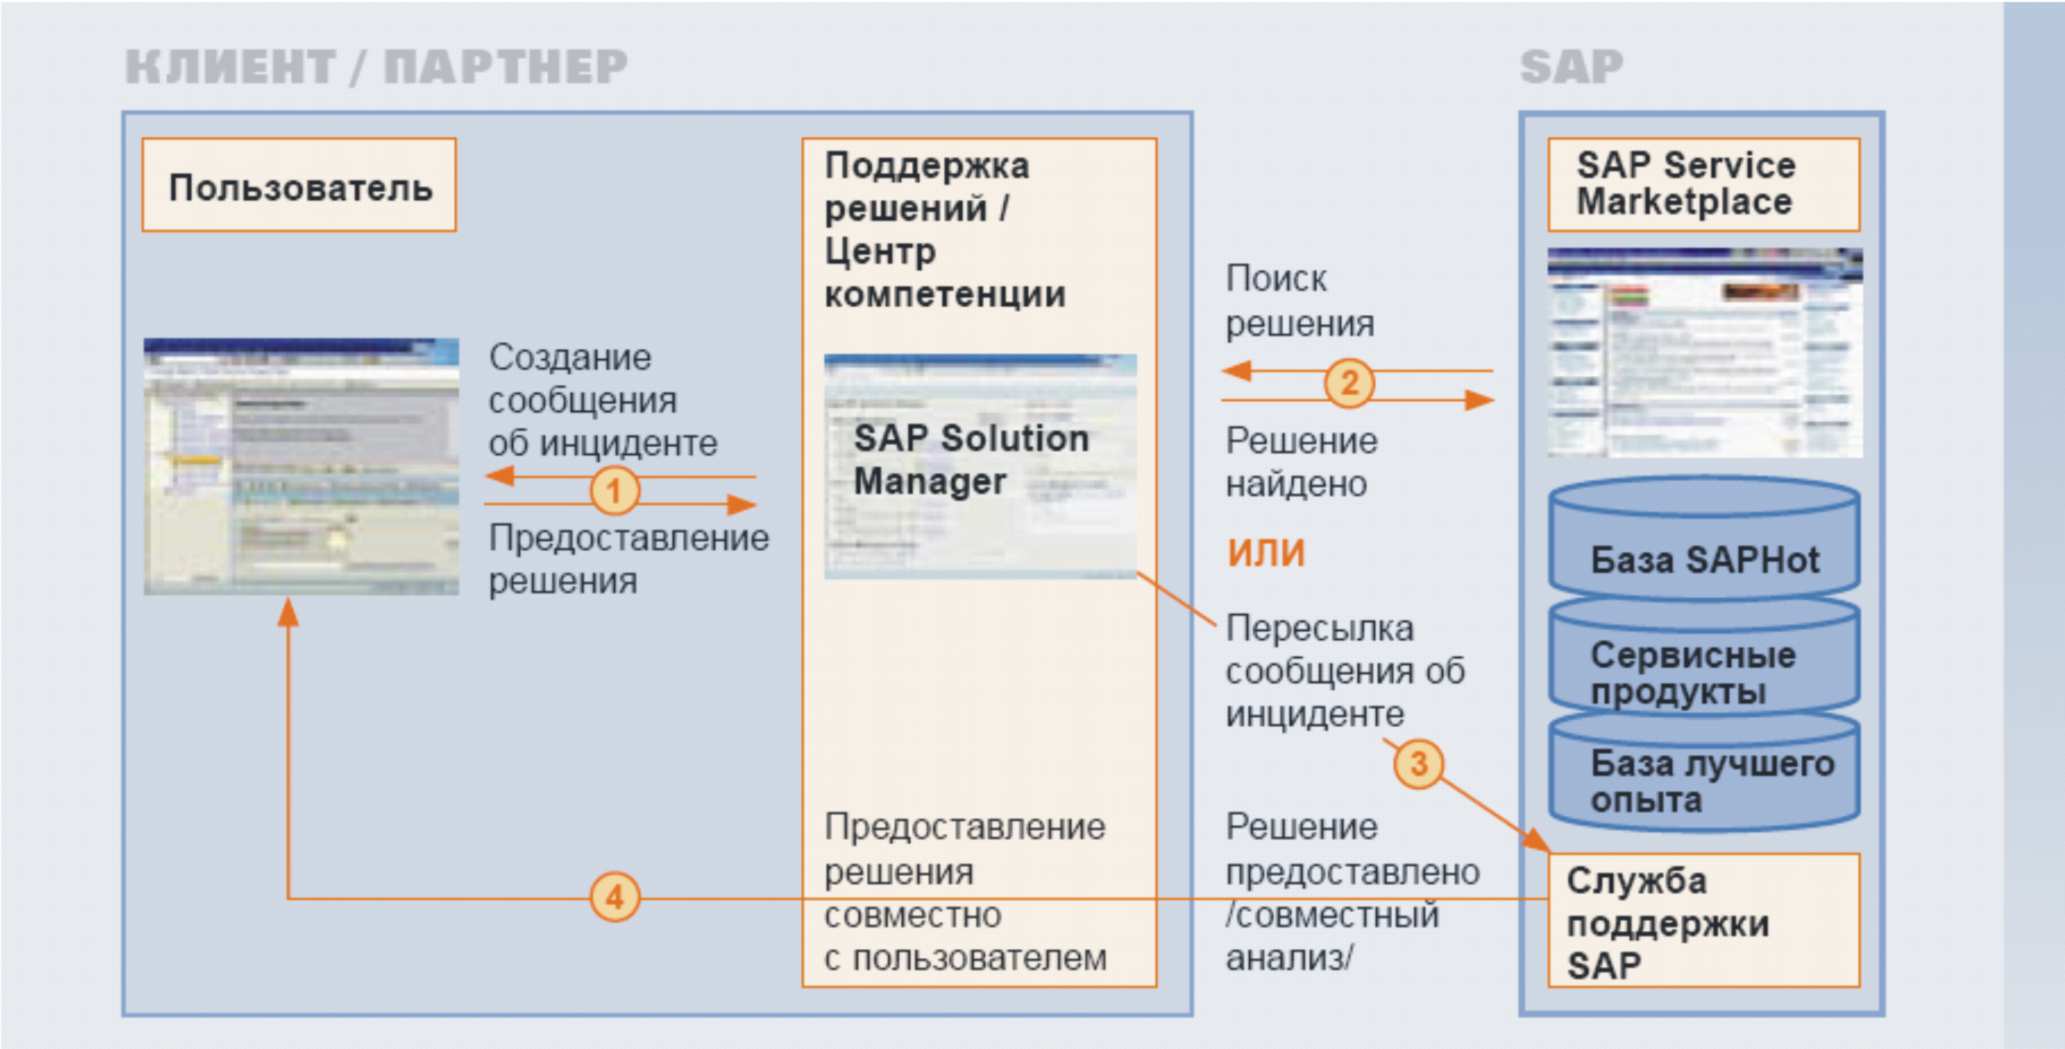 КЛИЕНТ / ПАРТНЕР
SAP
Пользователь
Поддержка
решений /
Центр
компетенции
SAP Service
Marketplace
Создание
сообщения
об инциденте
1
Предоставление
решения
SAP Solution
Manager
Поиск
решения
2
Решение
найдено
ИЛИ
Пересылка
сообщения об
инциденте
3
База SAPHot
Сервисные
продукты
База лучшего
опыта
4
Предоставление
решения
совместно
с пользователем
Решение
предоставлено
/совместный
анализ/
Служба
поддержки
SAP